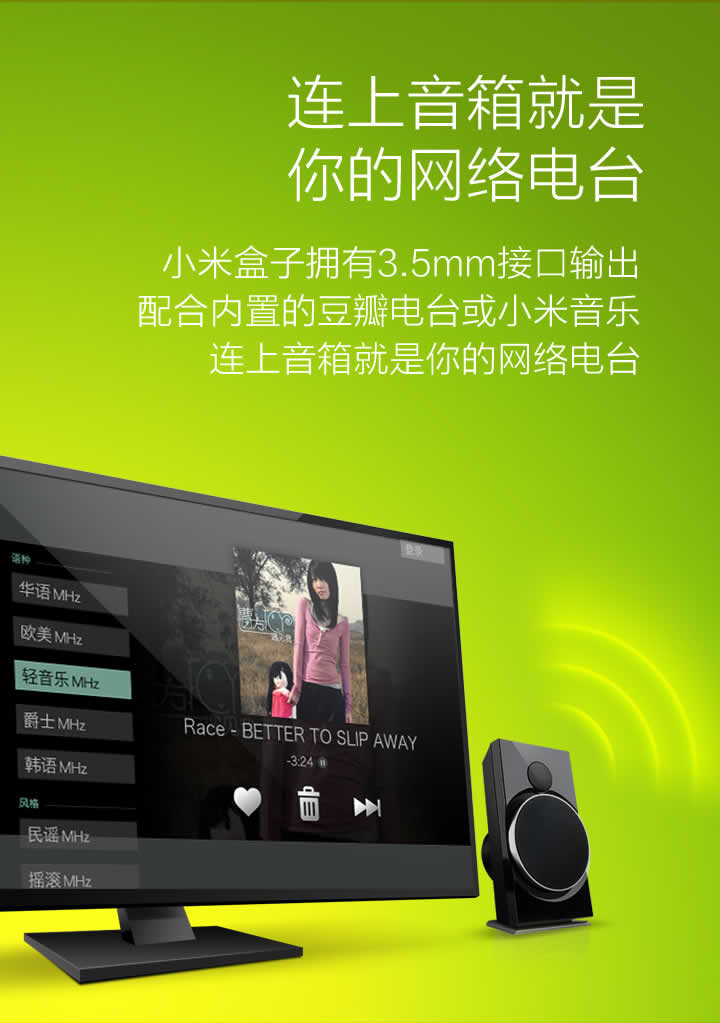 连上音箱就是
你的网络电台
小米盒子拥有3.5mm接口输出
配合内置的豆瓣电台或小米音乐
连上音箱就是你的网络电台
登录
语种
华语 MHz
欧美 MHz
轻音乐 MHz
爵士 MHz
韩语 MHz
风格
民谣 MHz
摇滚 MHz
Race - BETTER TO SLIP AWAY
-3:24